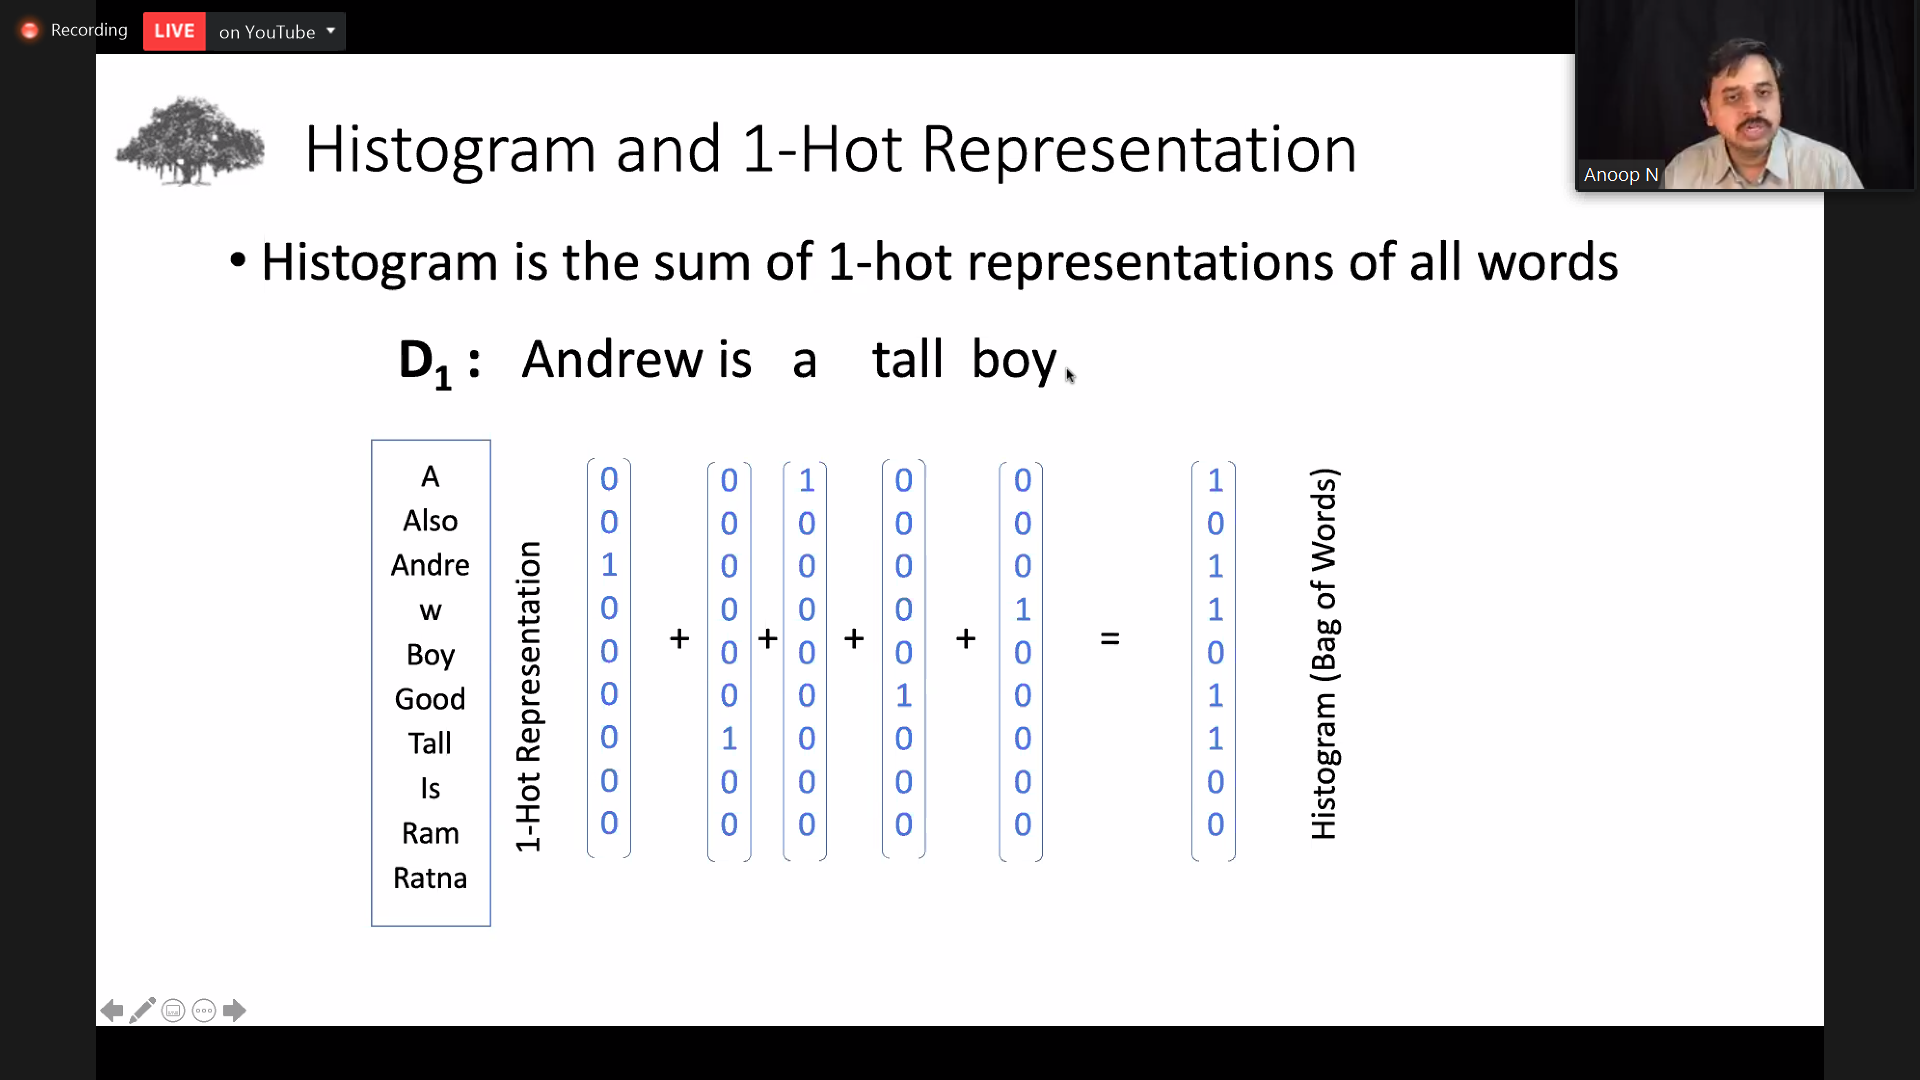 Recording
LIVE on YouTube
Histogram and 1-Hot Representation
Anoop N
• Histogram is the sum of 1-hot representations of all words
D₁ : Andrew is a tall boy.
A
Also
Andre
w
Boy
Good
Tall
Is
Ram
Ratna
1-Hot Representation
0 0 1 0 0 1
0 0 0 0 0 0
1 0 0 0 0 1
0 0 0 0 1 1
0 + 0 + 0 + 0 + 0 = 0
0 0 0 1 0 1
0 1 0 0 0 1
0 0 0 0 0 0
0 0 0 0 0 0
Histogram (Bag of Words)